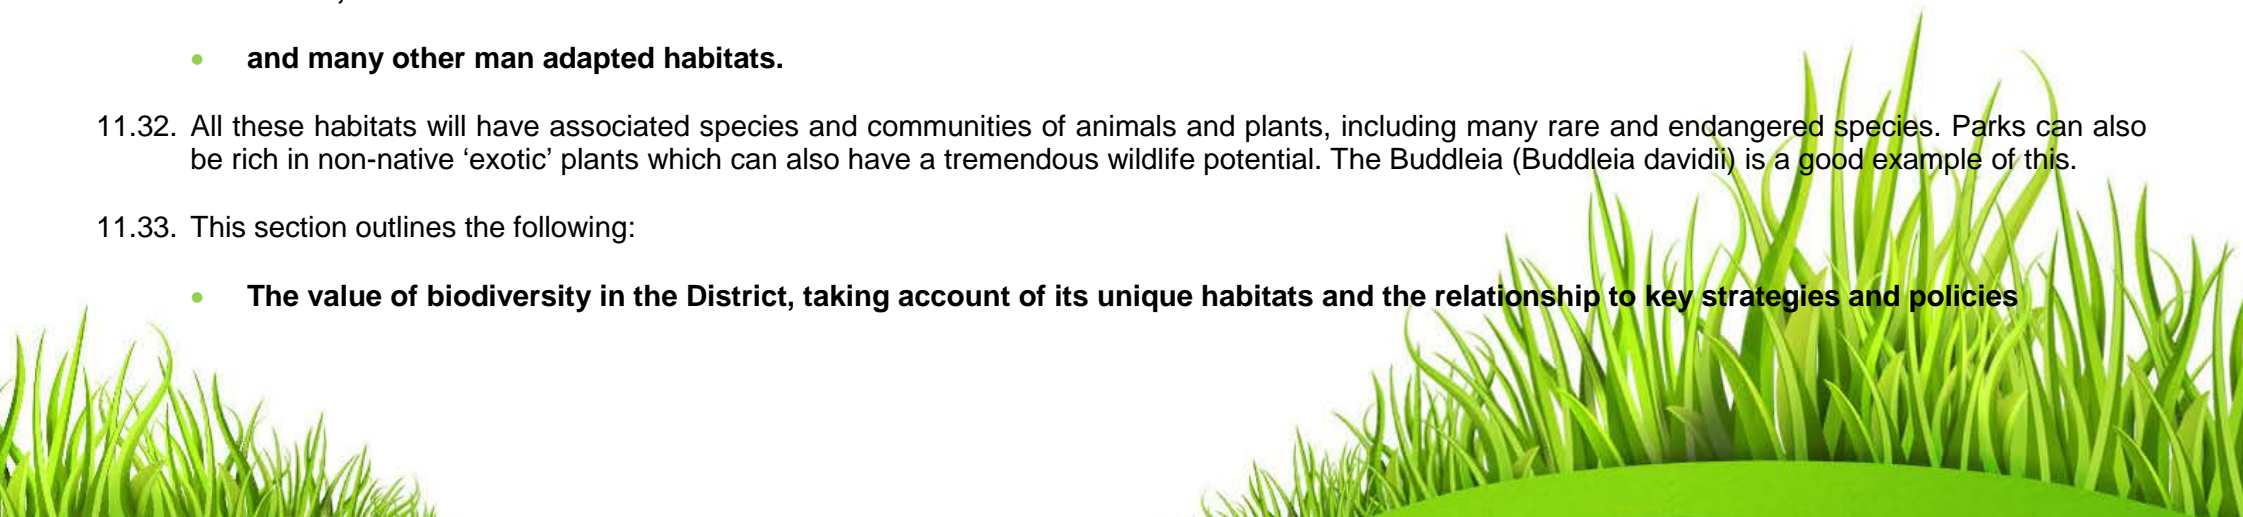 • and many other man adapted habitats.
11.32. All these habitats will have associated species and communities of animals and plants, including many rare and endangered species. Parks can also
be rich in non-native ‘exotic’ plants which can also have a tremendous wildlife potential. The Buddleia (Buddleia davidii) is a good example of this.
11.33. This section outlines the following:
• The value of biodiversity in the District, taking account of its unique habitats and the relationship to key strategies and policies